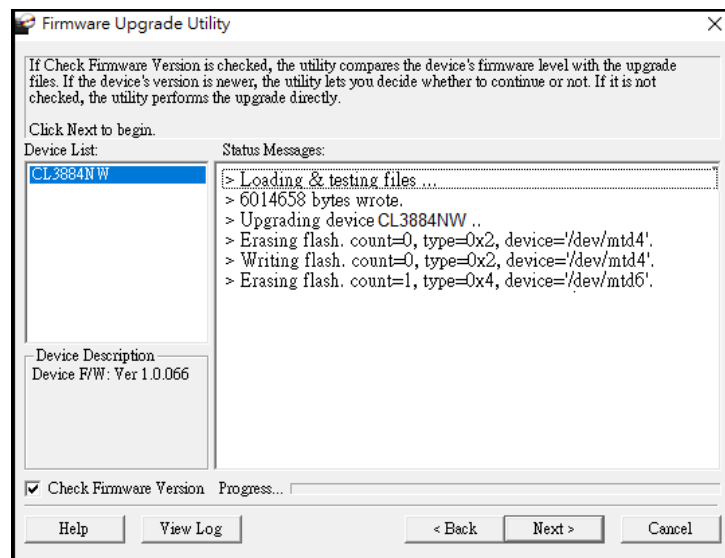 Firmware Upgrade Utility
If Check Firmware Version is checked, the utility compares the device's firmware level with the upgrade
files. If the device's version is newer, the utility lets you decide whether to continue or not. If it is not
checked, the utility performs the upgrade directly.
Click Next to begin.
Device List:
Status Messages:
CL3884NW
> Loading & testing files ...
> 6014658 bytes wrote.
> Upgrading device CL3884NW ..
> Erasing flash. count=0, type=0x2, device='/dev/mtd4'.
> Writing flash. count=0, type=0x2, device='/dev/mtd4'.
> Erasing flash. count=1, type=0x4, device='/dev/mtd6'.
Device Description
Device F/W: Ver 1.0.066
Check Firmware Version
Progress...
Help
View Log
< Back
Next >
Cancel